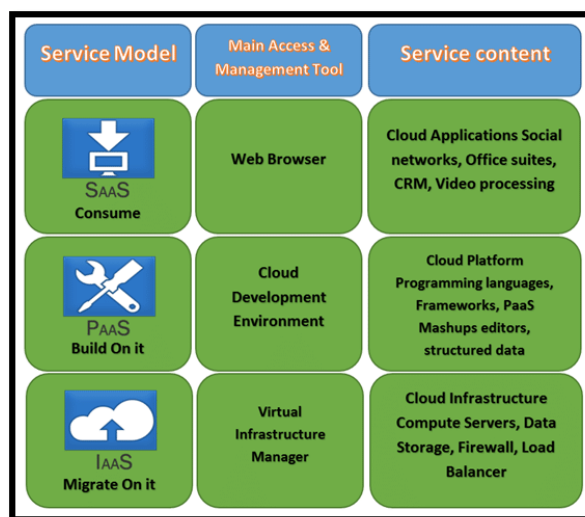 Service Model
Main Access &
Management Tool
Service content
SAAS
Consume
Web Browser
Cloud Applications Social
networks, Office suites,
CRM, Video processing
PAAS
Build On it
Cloud
Development
Environment
Cloud Platform
Programming languages,
Frameworks, PaaS
Mashups editors,
structured data
IAAS
Migrate On it
Virtual
Infrastructure
Manager
Cloud Infrastructure
Compute Servers, Data
Storage, Firewall, Load
Balancer